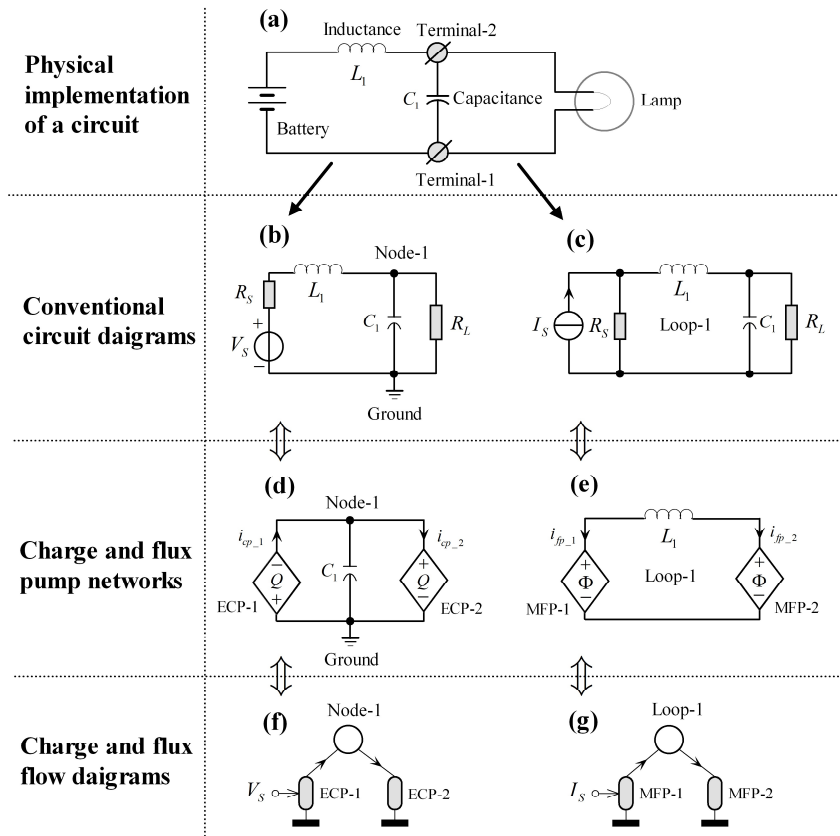 (a)
Physical
implementation
of a circuit
Inductance
Terminal-2
L1
C1
Capacitance
Battery
Lamp
Terminal-1
Conventional
circuit daigrams
(b)
Node-1
RS
L1
+
VS
−
C1
RL
Ground
(c)
L1
IS
RS
Loop-1
C1
RL
Charge and flux
pump networks
(d)
Node-1
icp_1
icp_2
C1
−
Q
+
+
Q
−
ECP-1
ECP-2
Ground
(e)
ifp_1
L1
ifp_2
+
Φ
−
Loop-1
+
Φ
−
MFP-1
MFP-2
Charge and flux
flow daigrams
(f)
Node-1
VS
ECP-1
ECP-2
(g)
Loop-1
IS
MFP-1
MFP-2